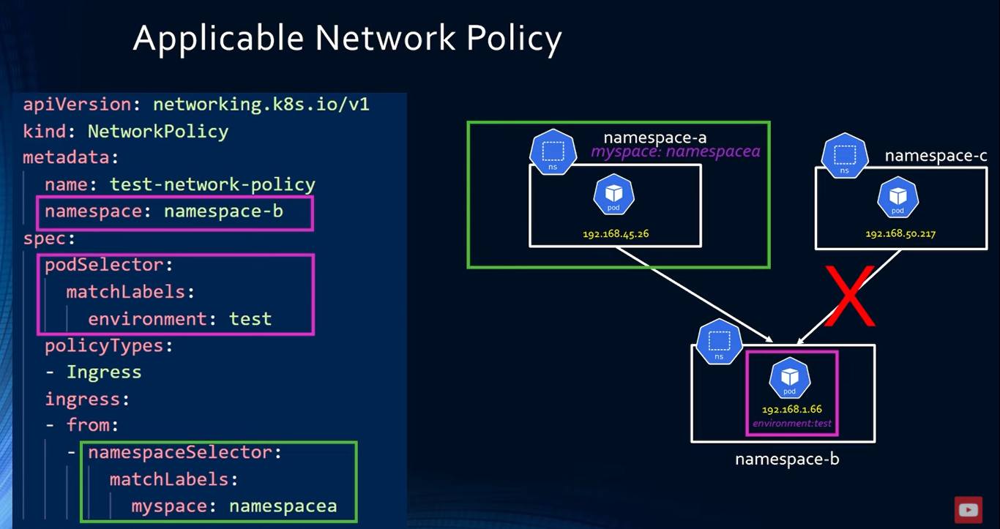 Applicable Network Policy
apiVersion: networking.k8s.io/v1
kind: NetworkPolicy
metadata:
name: test-network-policy
namespace: namespace-b
spec:
podSelector:
matchLabels:
environment: test
policyTypes:
- Ingress
ingress:
- from:
- namespaceSelector:
matchLabels:
myspace: namespacea
namespace-a
myspace: namespacea
ns
pod
192.168.45.26
namespace-c
ns
pod
192.168.50.217
X
ns
pod
192.168.1.66
environment:test
namespace-b